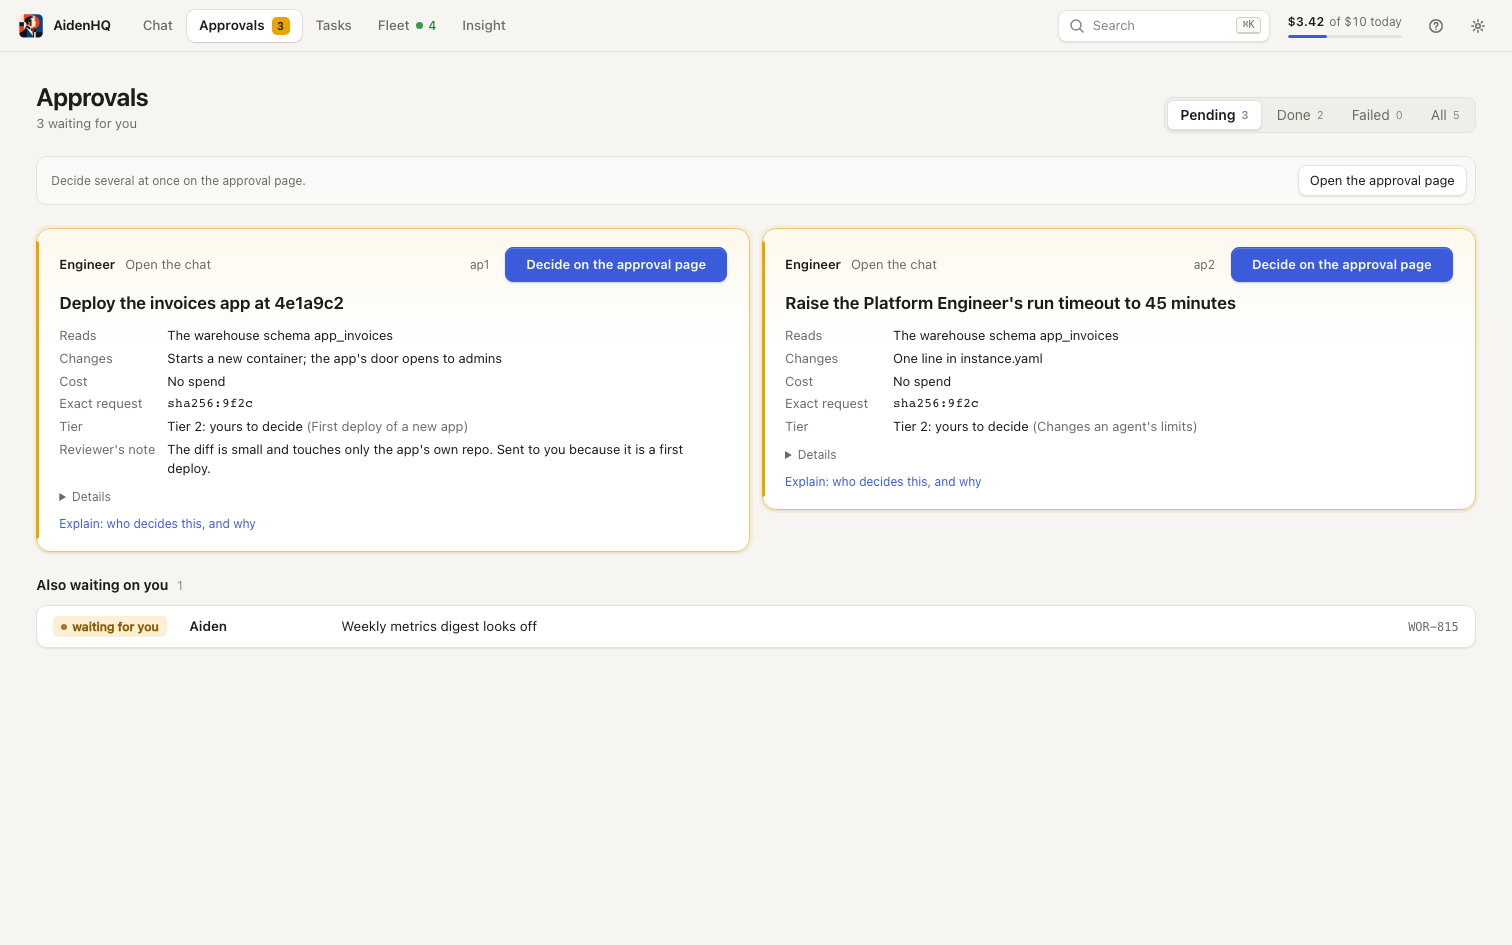 AidenHQ
Chat
Approvals 3
Tasks
Fleet 4
Insight
Search
⌘K
$3.42 of $10 today
Approvals
3 waiting for you
Pending 3
Done 2
Failed 0
All 5
Decide several at once on the approval page.
Open the approval page
Engineer Open the chat
ap1
Decide on the approval page
Deploy the invoices app at 4e1a9c2
Reads The warehouse schema app_invoices
Changes Starts a new container; the app's door opens to admins
Cost No spend
Exact request sha256:9f2c
Tier Tier 2: yours to decide (First deploy of a new app)
Reviewer's note The diff is small and touches only the app's own repo. Sent to you because it is a first
deploy.
Details
Explain: who decides this, and why
Engineer Open the chat
ap2
Decide on the approval page
Raise the Platform Engineer's run timeout to 45 minutes
Reads The warehouse schema app_invoices
Changes One line in instance.yaml
Cost No spend
Exact request sha256:9f2c
Tier Tier 2: yours to decide (Changes an agent's limits)
Details
Explain: who decides this, and why
Also waiting on you 1
waiting for you
Aiden
Weekly metrics digest looks off
WOR-815